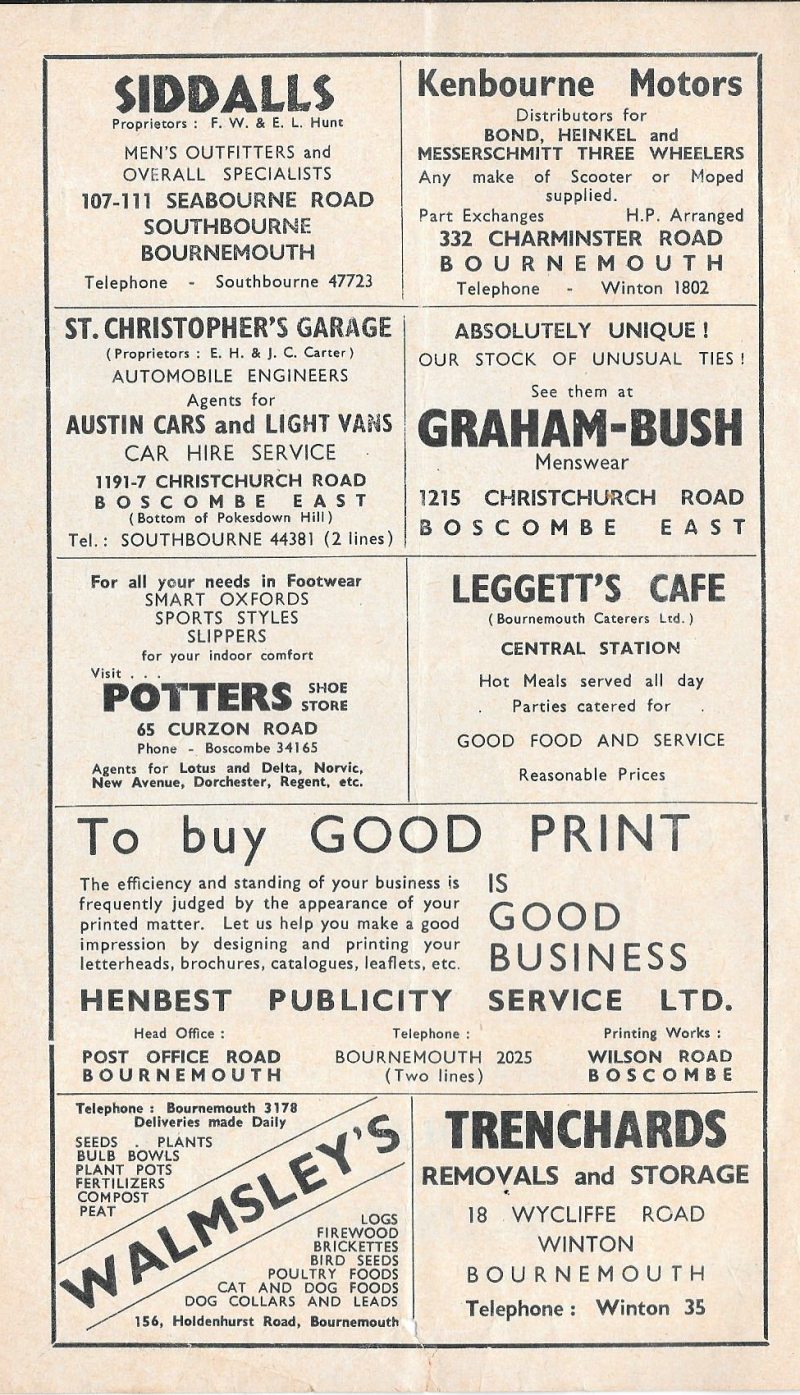 SIDDALLS
Proprietors : F. W. & E. L. Hunt
MEN'S OUTFITTERS and
OVERALL SPECIALISTS
107-111 SEABOURNE ROAD
SOUTHBOURNE
BOURNEMOUTH
Telephone - Southbourne 47723
Kenbourne Motors
Distributors for
BOND, HEINKEL and
MESSERSCHMITT THREE WHEELERS
Any make of Scooter or Moped
supplied.
Part Exchanges H.P. Arranged
332 CHARMINSTER ROAD
BOURNEMOUTH
Telephone - Winton 1802
ST. CHRISTOPHER'S GARAGE
(Proprietors : E. H. & J. C. Carter)
AUTOMOBILE ENGINEERS
Agents for
AUSTIN CARS and LIGHT VANS
CAR HIRE SERVICE
1191-7 CHRISTCHURCH ROAD
BOSCOMBE EAST
(Bottom of Pokesdown Hill)
Tel. : SOUTHBOURNE 44381 (2 lines)
ABSOLUTELY UNIQUE !
OUR STOCK OF UNUSUAL TIES !
See them at
GRAHAM-BUSH
Menswear
1215 CHRISTCHURCH ROAD
BOSCOMBE EAST
For all your needs in Footwear
SMART OXFORDS
SPORTS STYLES
SLIPPERS
for your indoor comfort
Visit . . .
POTTERS SHOE STORE
65 CURZON ROAD
Phone - Boscombe 34165
Agents for Lotus and Delta, Norvic,
New Avenue, Dorchester, Regent, etc.
LEGGETT'S CAFE
(Bournemouth Caterers Ltd.)
CENTRAL STATION
Hot Meals served all day
. Parties catered for .
GOOD FOOD AND SERVICE
Reasonable Prices
To buy GOOD PRINT
The efficiency and standing of your business is
frequently judged by the appearance of your
printed matter. Let us help you make a good
impression by designing and printing your
letterheads, brochures, catalogues, leaflets, etc.
IS
GOOD
BUSINESS
HENBEST PUBLICITY SERVICE LTD.
Head Office :
POST OFFICE ROAD
BOURNEMOUTH
Telephone :
BOURNEMOUTH 2025
(Two lines)
Printing Works :
WILSON ROAD
BOSCOMBE
Telephone : Bournemouth 3178
Deliveries made Daily
SEEDS . PLANTS
BULB BOWLS
PLANT POTS
FERTILIZERS
COMPOST
PEAT
WALMSLEY'S
LOGS
FIREWOOD
BRICKETTES
BIRD SEEDS
POULTRY FOODS
CAT AND DOG FOODS
DOG COLLARS AND LEADS
156, Holdenhurst Road, Bournemouth
TRENCHARDS
REMOVALS and STORAGE
18 WYCLIFFE ROAD
WINTON
BOURNEMOUTH
Telephone : Winton 35